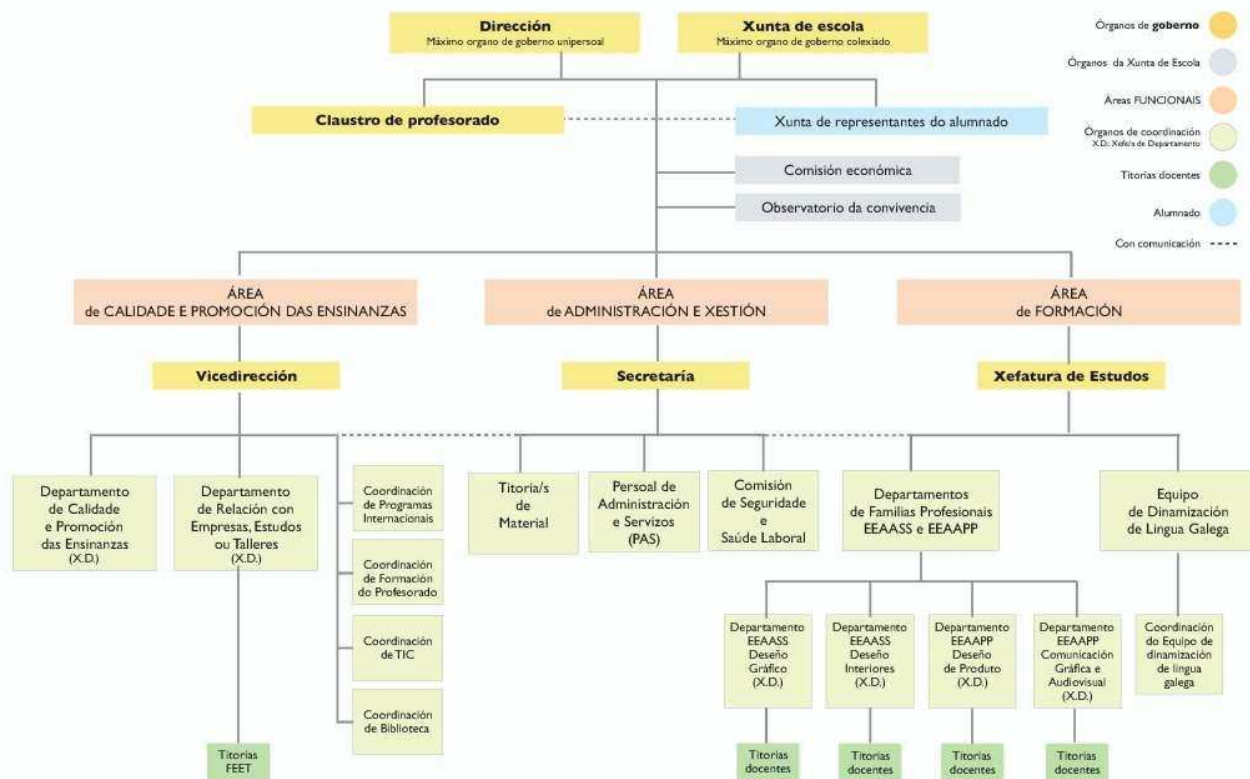 Dirección
Máximo organo de goberno unipersoal
Xunta de escola
Máximo organo de goberno colexiado
Órganos de goberno
Órganos da Xunta de Escola
Áreas FUNCIONAIS
Órganos de coordinación
X.D.: Xefe/a de Departamento
Titorías docentes
Alumnado
Con comunicación
Claustro de profesorado
Xunta de representantes do alumnado
Comisión económica
Observatorio da convivencia
ÁREA
de CALIDADE E PROMOCIÓN DAS ENSINANZAS
ÁREA
de ADMINISTRACIÓN E XESTIÓN
ÁREA
de FORMACIÓN
Vicedirección
Secretaría
Xefatura de Estudos
Departamento
de Calidade
e Promoción
das Ensinanzas
(X.D.)
Departamento
de Relación con
Empresas, Estudos
ou Talleres
(X.D.)
Coordinación
de Programas
Internacionais
Coordinación
de Formación
do Profesorado
Coordinación
de TIC
Coordinación
de Biblioteca
Titoría/s
de
Material
Persoal de
Administración
e Servizos
(PAS)
Comisión
de Seguridade
e
Saúde Laboral
Departamentos
de Familias Profesionais
EEAASS e EEAAPP
Equipo
de Dinamización
de Lingua Galega
Departamento
EEAASS
Deseño
Gráfico
(X.D.)
Departamento
EEAASS
Deseño
Interiores
(X.D.)
Departamento
EEAAPP
Deseño
de Produto
(X.D.)
Departamento
EEAAPP
Comunicación
Gráfica e
Audiovisual
(X.D.)
Coordinación
do Equipo de
dinamización
de lingua
galega
Titorías
FEET
Titorías
docentes
Titorías
docentes
Titorías
docentes
Titorías
docentes